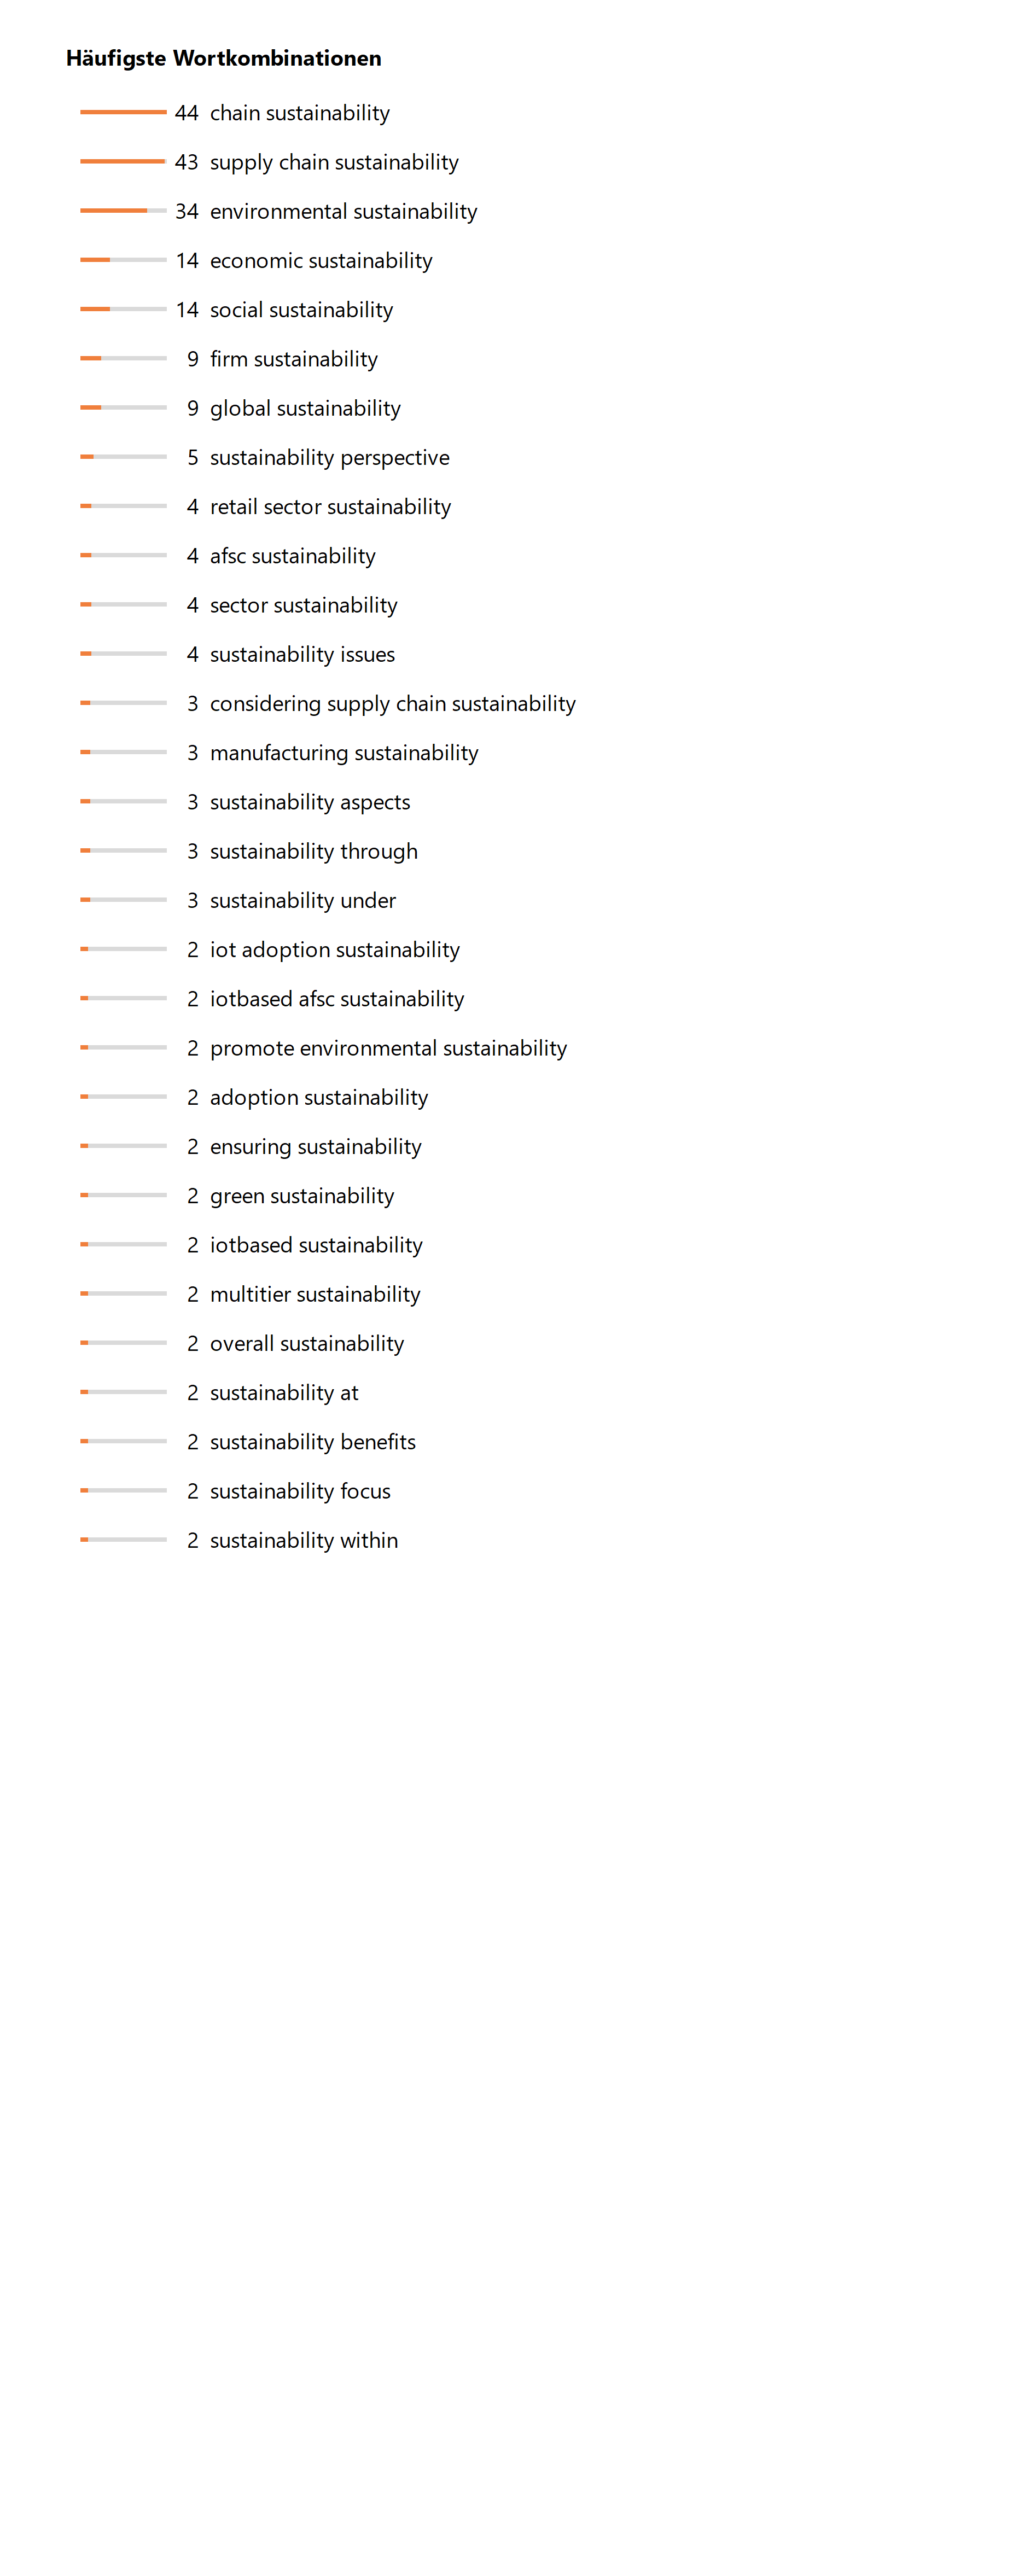 Häufigste Wortkombinationen
44 chain sustainability
43 supply chain sustainability
34 environmental sustainability
14 economic sustainability
14 social sustainability
9 firm sustainability
9 global sustainability
5 sustainability perspective
4 retail sector sustainability
4 afsc sustainability
4 sector sustainability
4 sustainability issues
3 considering supply chain sustainability
3 manufacturing sustainability
3 sustainability aspects
3 sustainability through
3 sustainability under
2 iot adoption sustainability
2 iotbased afsc sustainability
2 promote environmental sustainability
2 adoption sustainability
2 ensuring sustainability
2 green sustainability
2 iotbased sustainability
2 multitier sustainability
2 overall sustainability
2 sustainability at
2 sustainability benefits
2 sustainability focus
2 sustainability within